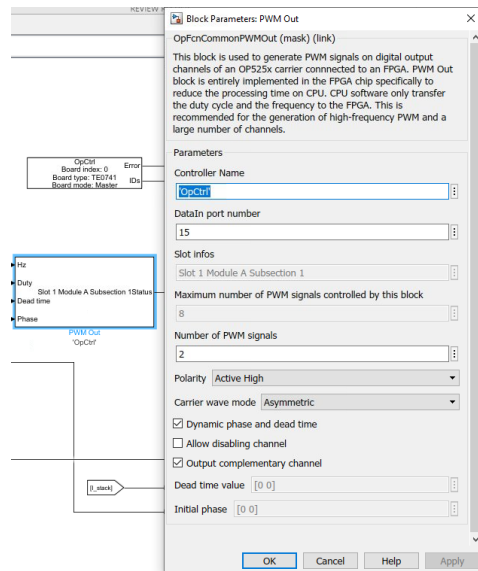 REVIEW R
OpCtrl
Board index: 0
Board type: TE0741
Board mode: Master
Error
IDs
Hz
Duty
Slot 1 Module A Subsection 1Status
Dead time
Phase
PWM Out
'OpCtrl'
Block Parameters: PWM Out
OpFcnCommonPWMOut (mask) (link)
This block is used to generate PWM signals on digital output
channels of an OP525x carrier connnected to an FPGA. PWM Out
block is entirely implemented in the FPGA chip specifically to
reduce the processing time on CPU. CPU software only transfer
the duty cycle and the frequency to the FPGA. This is
recommended for the generation of high-frequency PWM and a
large number of channels.
Parameters
Controller Name
'OpCtrl'
DataIn port number
15
Slot infos
Slot 1 Module A Subsection 1
Maximum number of PWM signals controlled by this block
8
Number of PWM signals
2
Polarity Active High
Carrier wave mode Asymmetric
Dynamic phase and dead time
Allow disabling channel
Output complementary channel
Dead time value [0 0]
Initial phase [0 0]
OK Cancel Help Apply